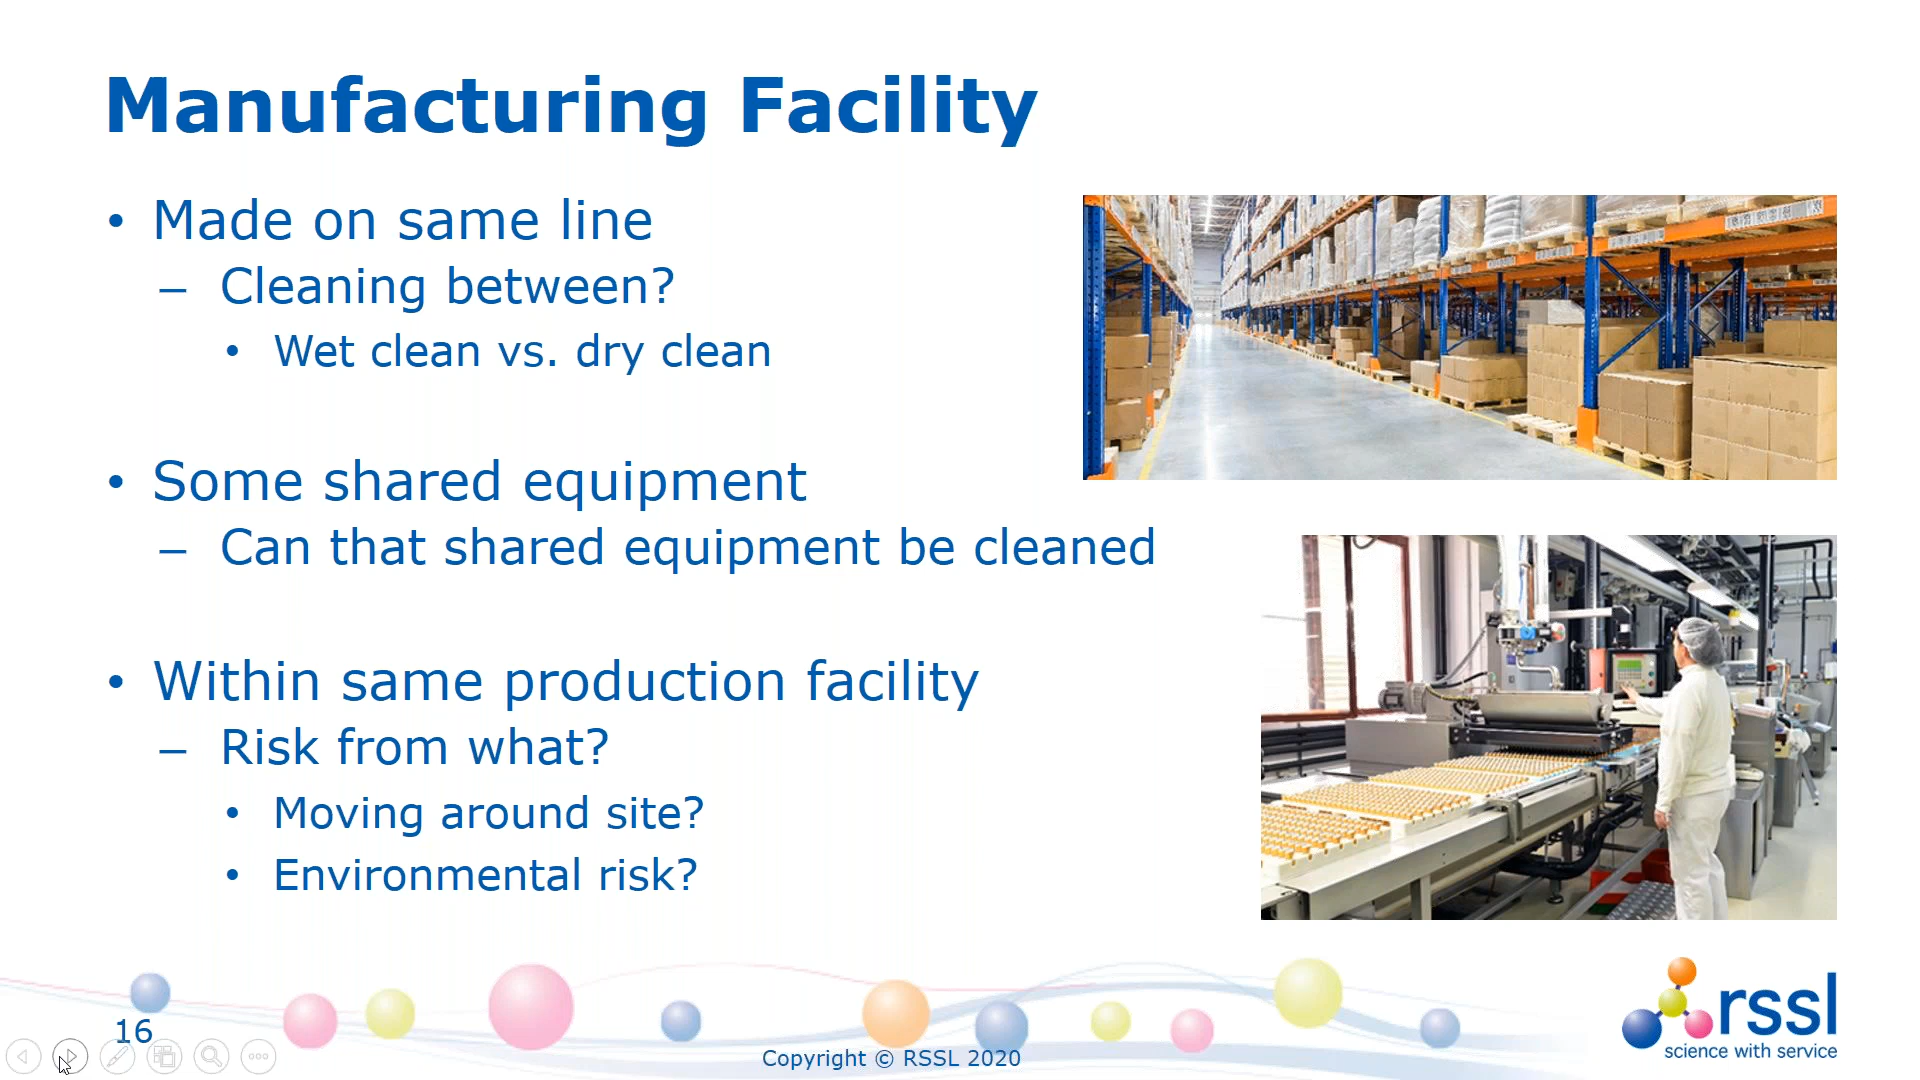 Manufacturing Facility
• Made on same line
– Cleaning between?
• Wet clean vs. dry clean
• Some shared equipment
– Can that shared equipment be cleaned
• Within same production facility
– Risk from what?
• Moving around site?
• Environmental risk?
16
Copyright © RSSL 2020
rssl
science with service